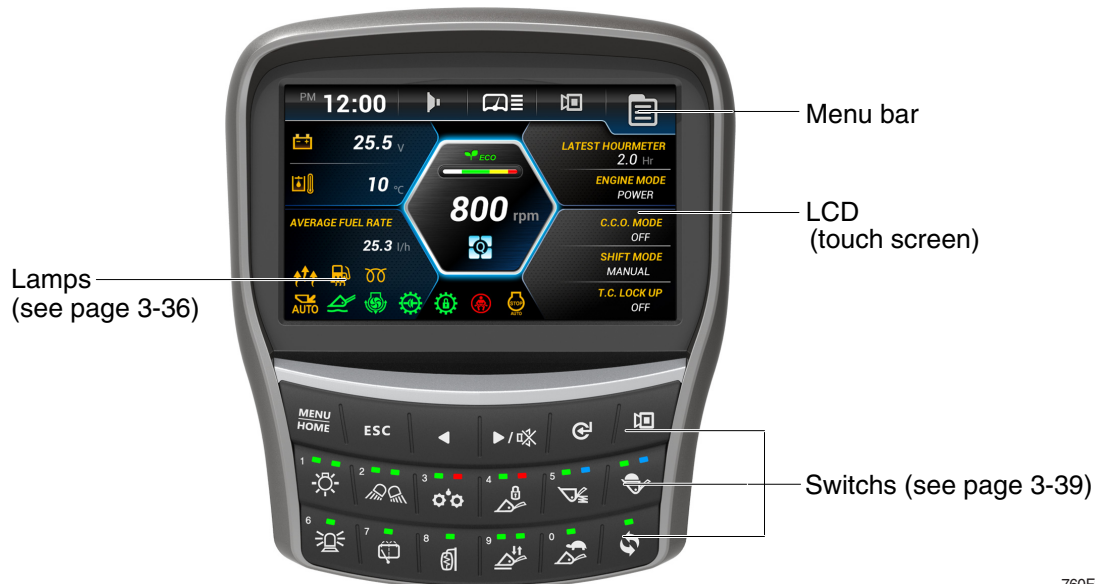 PM 12:00
25.5 V
10 ℃
AVERAGE FUEL RATE
25.3 l/h
AUTO
STOP
AUTO
ECO
800 rpm
Q
LATEST HOURMETER
2.0 Hr
ENGINE MODE
POWER
C.C.O. MODE
OFF
SHIFT MODE
MANUAL
T.C. LOCK UP
OFF
Menu bar
LCD
(touch screen)
Lamps
(see page 3-36)
MENU
HOME
ESC
1
2
3
4
5
6
7
8
9
0
Switchs (see page 3-39)